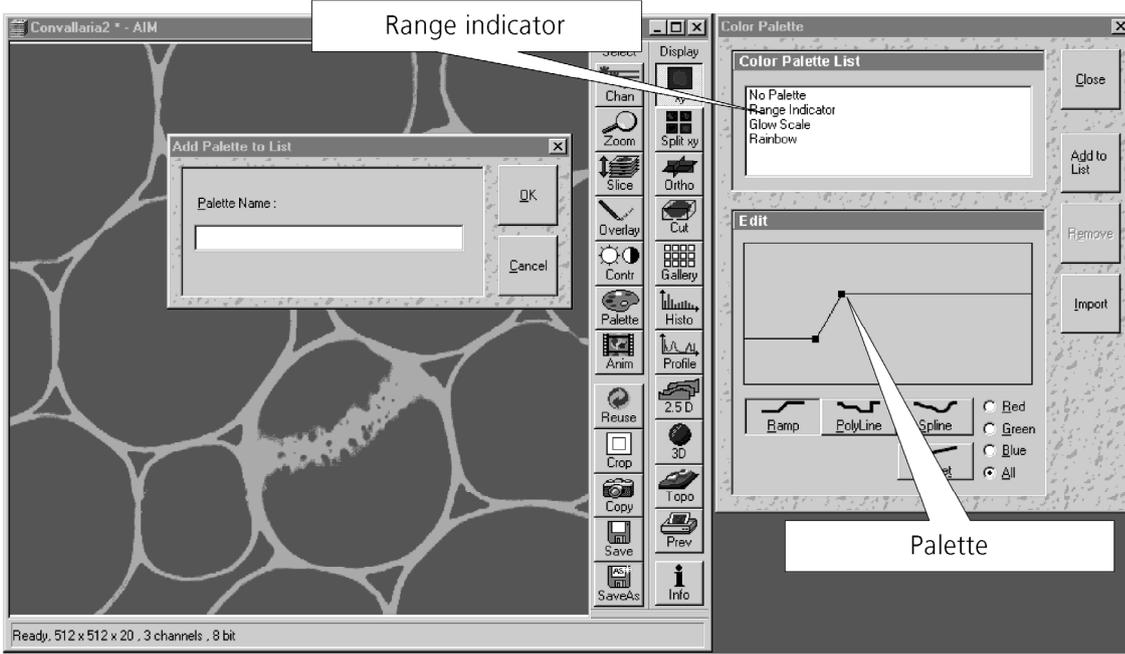 Range indicator
Convallaria2 * - AIM
Select
Chan
Zoom
Slice
Overlay
Contr
Palette
Anim
Reuse
Crop
Copy
Save
AS
SaveAs
Display
xy
Split xy
Ortho
Cut
Gallery
Histo
Profile
2.5 D
3D
Topo
Prev
Info
Add Palette to List
Palette Name :
OK
Cancel
Ready, 512 x 512 x 20 , 3 channels , 8 bit
Color Palette
Color Palette List
No Palette
Range Indicator
Glow Scale
Rainbow
Close
Add to
List
Remove
Import
Edit
Ramp
PolyLine
Spline
Red
Green
Blue
All
Palette